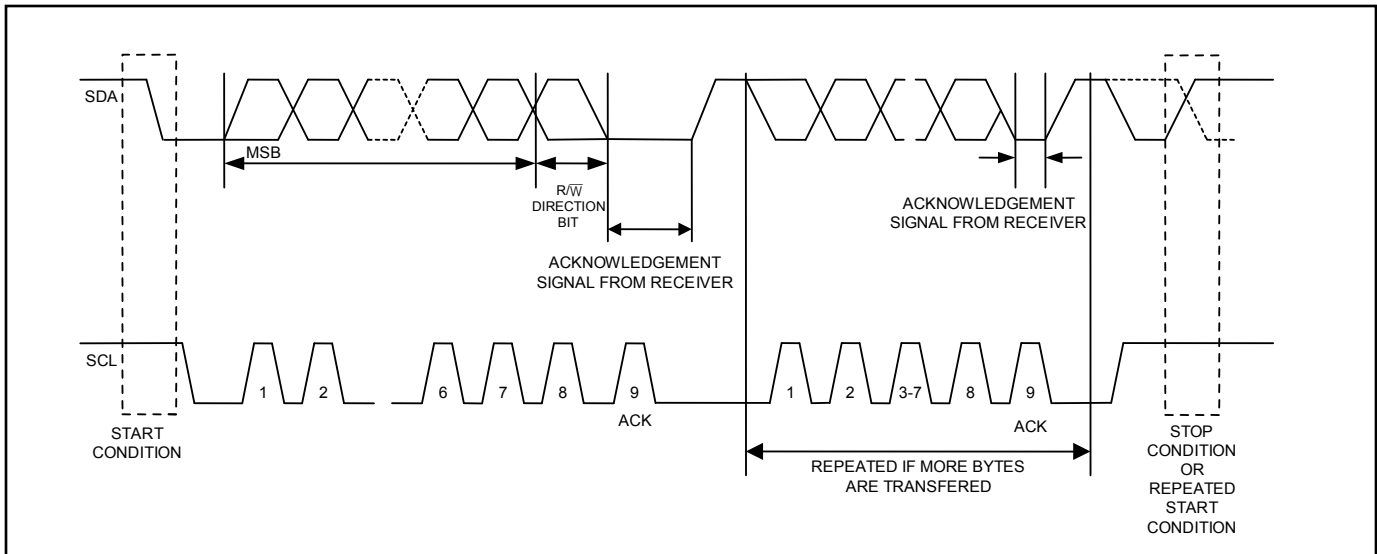 SDA
MSB
R/W̅
DIRECTION
BIT
ACKNOWLEDGEMENT
SIGNAL FROM RECEIVER
ACKNOWLEDGEMENT
SIGNAL FROM RECEIVER
SCL
1
2
6
7
8
9
1
2
3-7
8
9
ACK
ACK
START
CONDITION
REPEATED IF MORE BYTES
ARE TRANSFERED
STOP
CONDITION
OR
REPEATED
START
CONDITION